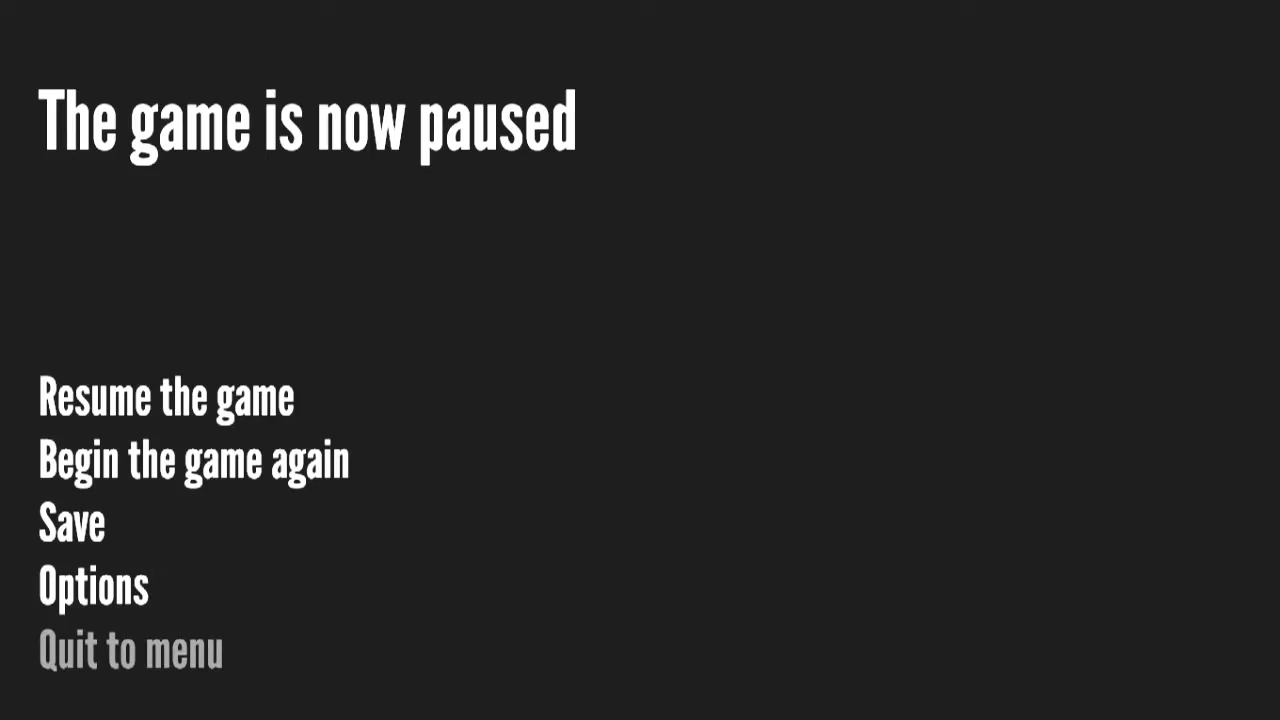 The game is now paused
Resume the game
Begin the game again
Save
Options
Quit to menu